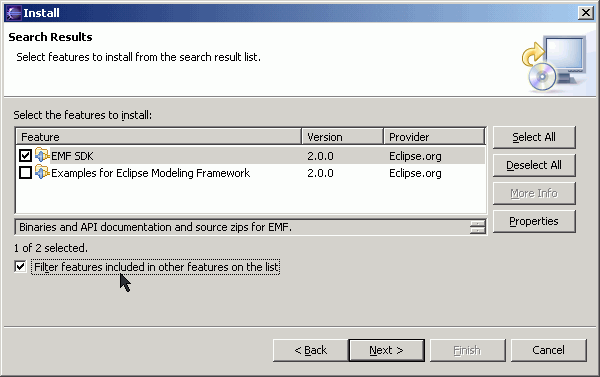 Install
Search Results
Select features to install from the search result list.
Select the features to install:
Feature Version Provider
EMF SDK 2.0.0 Eclipse.org
Examples for Eclipse Modeling Framework 2.0.0 Eclipse.org
Select All
Deselect All
More Info
Properties
Binaries and API documentation and source zips for EMF.
1 of 2 selected.
Filter features included in other features on the list
< Back Next > Finish Cancel